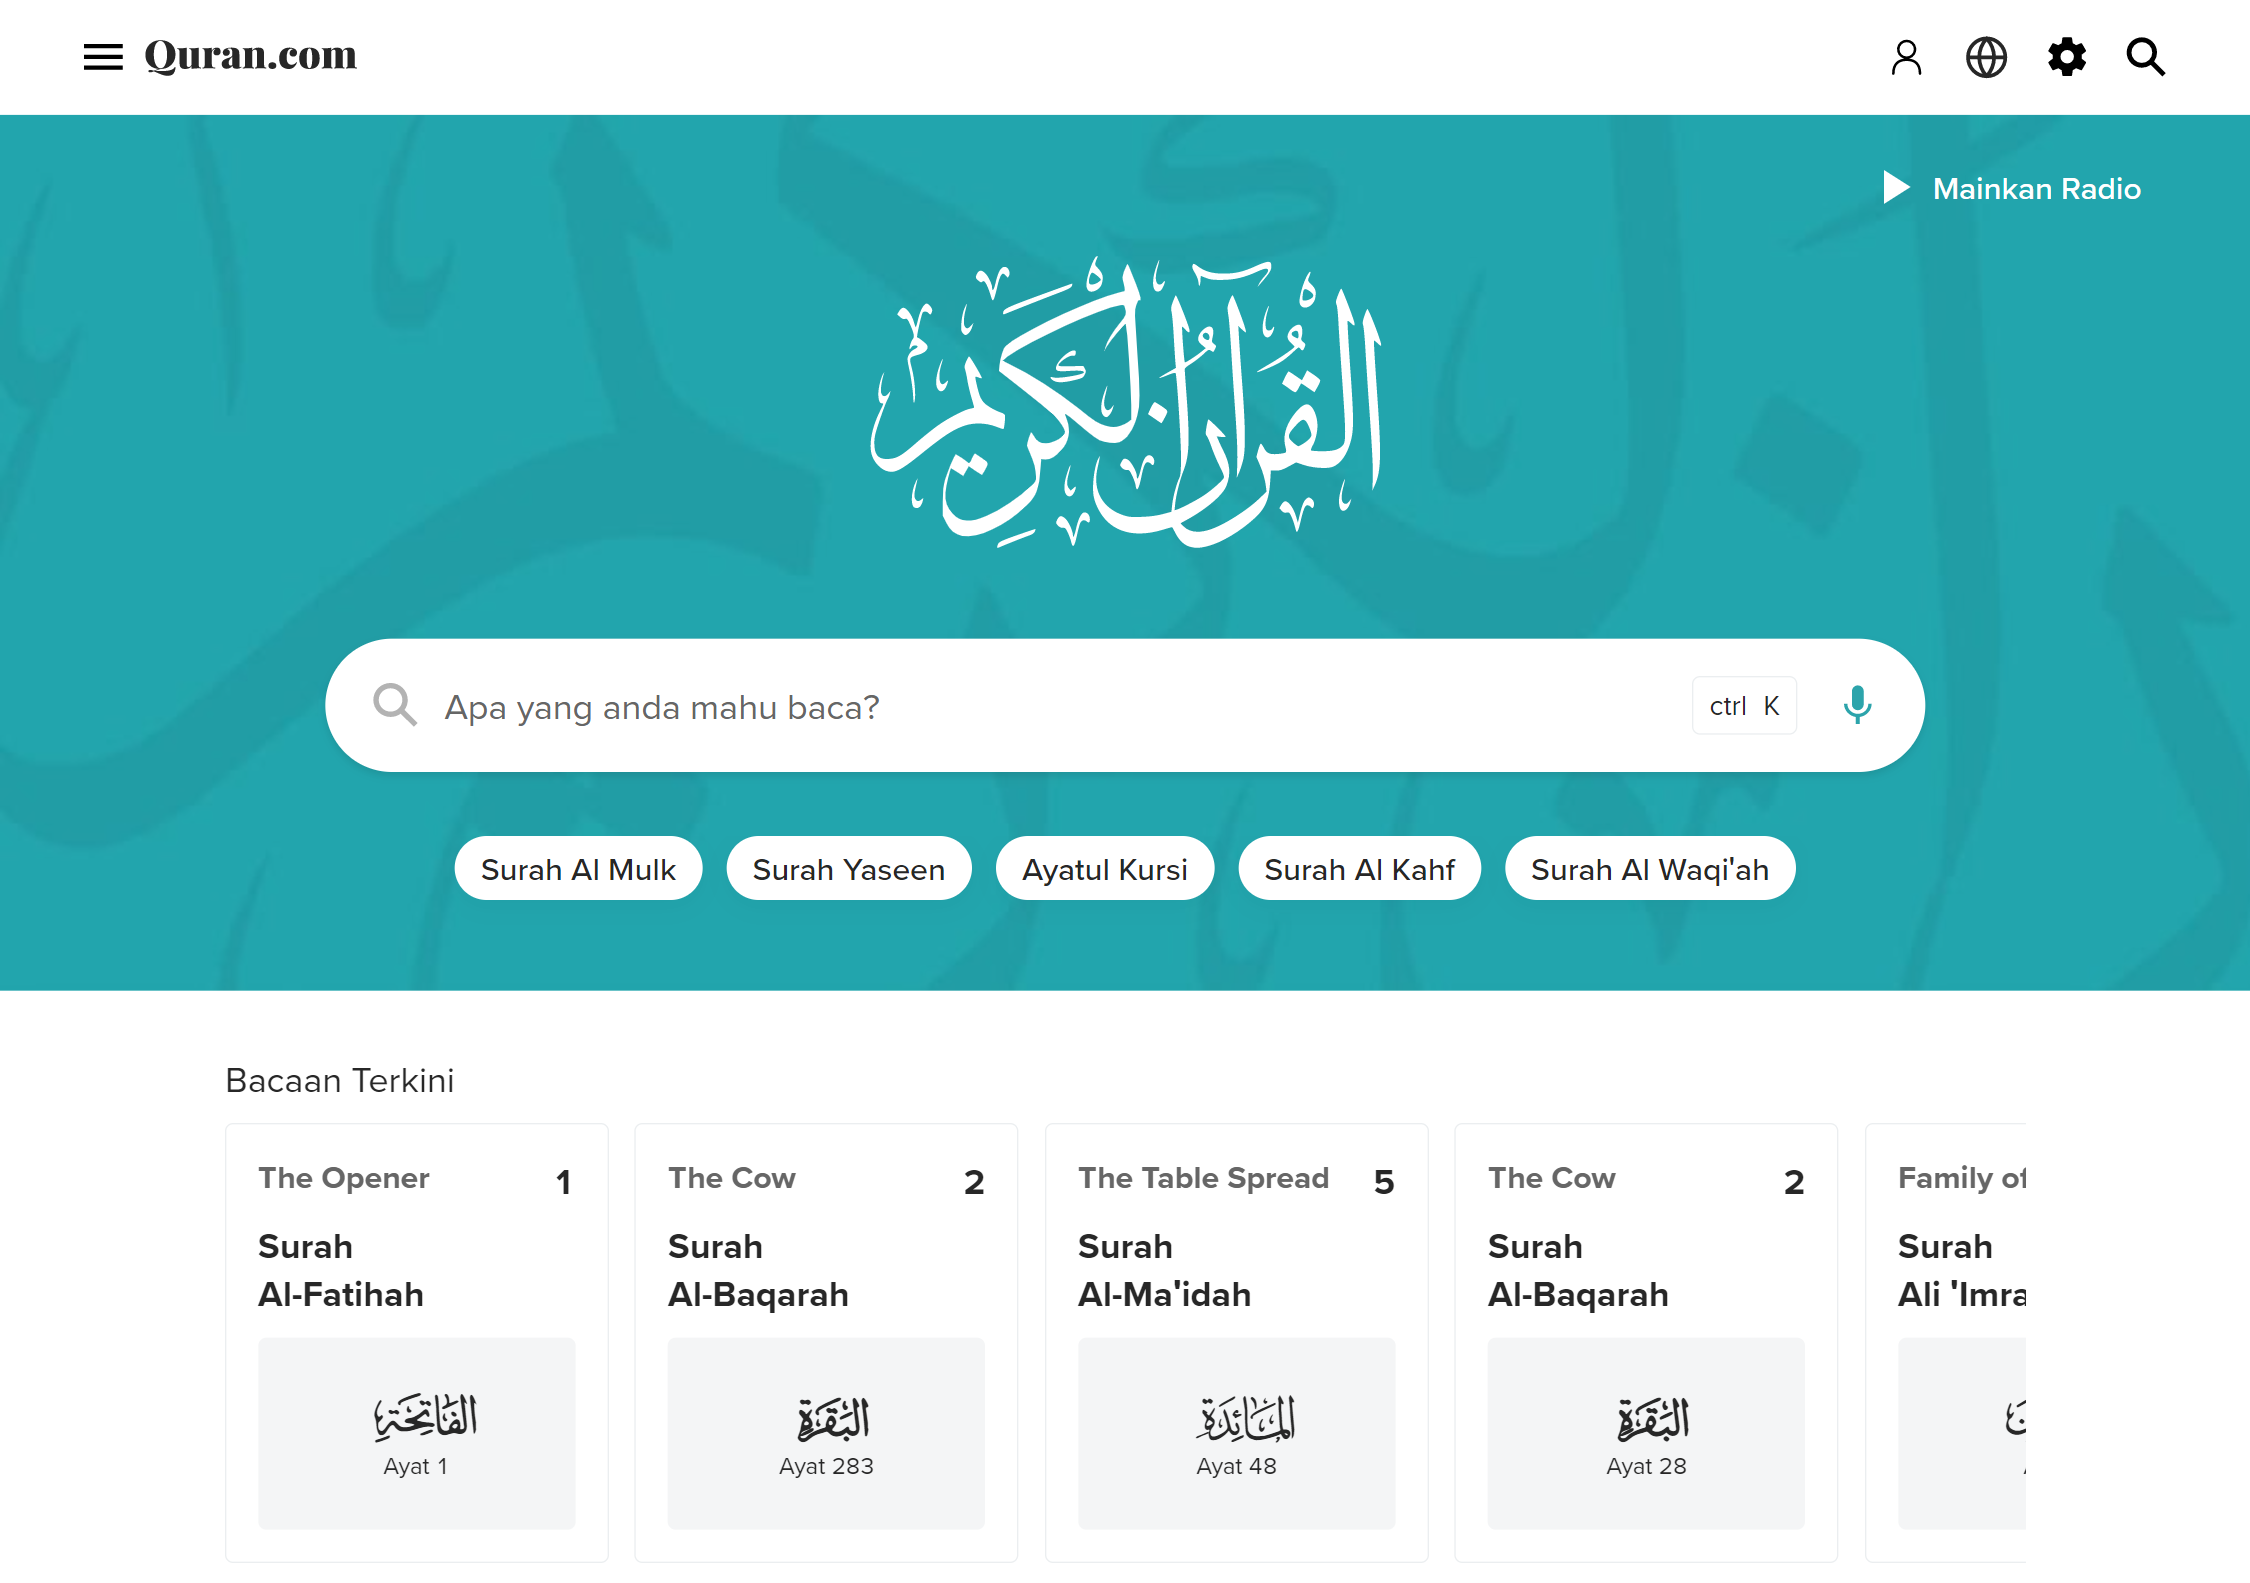 Quran.com
Mainkan Radio
القرآن الكريم
Apa yang anda mahu baca?
ctrl K
Surah Al Mulk
Surah Yaseen
Ayatul Kursi
Surah Al Kahf
Surah Al Waqi'ah
Bacaan Terkini
The Opener 1
Surah
Al-Fatihah
الفاتحة
Ayat 1
The Cow 2
Surah
Al-Baqarah
البقرة
Ayat 283
The Table Spread 5
Surah
Al-Ma'idah
المائدة
Ayat 48
The Cow 2
Surah
Al-Baqarah
البقرة
Ayat 28
Family of
Surah
Ali 'Imra